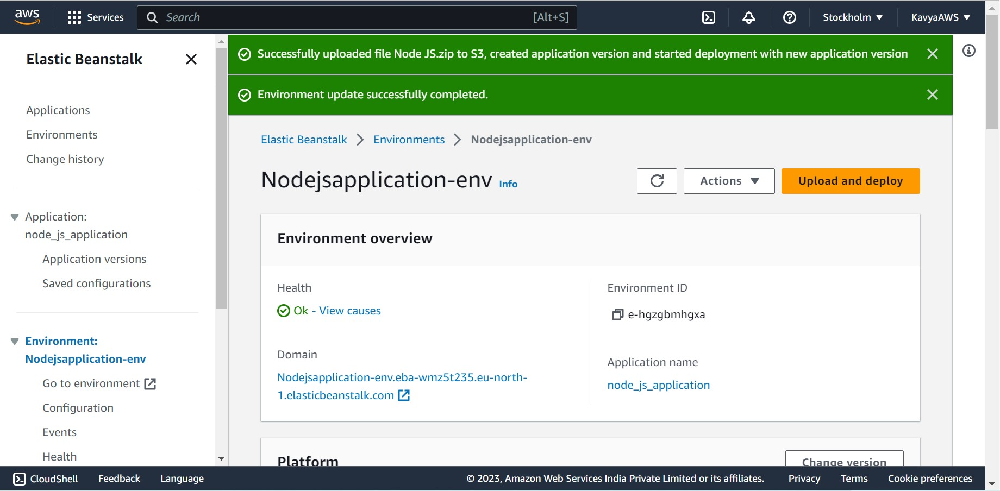 aws
Services
Search
[Alt+S]
Stockholm
KavyaAWS
Elastic Beanstalk
Applications
Environments
Change history
Application:
node_js_application
Application versions
Saved configurations
Environment:
Nodejsapplication-env
Go to environment
Configuration
Events
Health
Successfully uploaded file Node JS.zip to S3, created application version and started deployment with new application version
Environment update successfully completed.
Elastic Beanstalk > Environments > Nodejsapplication-env
Nodejsapplication-env Info
Actions
Upload and deploy
Environment overview
Health
Ok - View causes
Domain
Nodejsapplication-env.eba-wmz5t235.eu-north-
1.elasticbeanstalk.com
Environment ID
e-hgzgbmhgxa
Application name
node_js_application
Platform
Change version
CloudShell
Feedback
Language
© 2023, Amazon Web Services India Private Limited or its affiliates.
Privacy
Terms
Cookie preferences